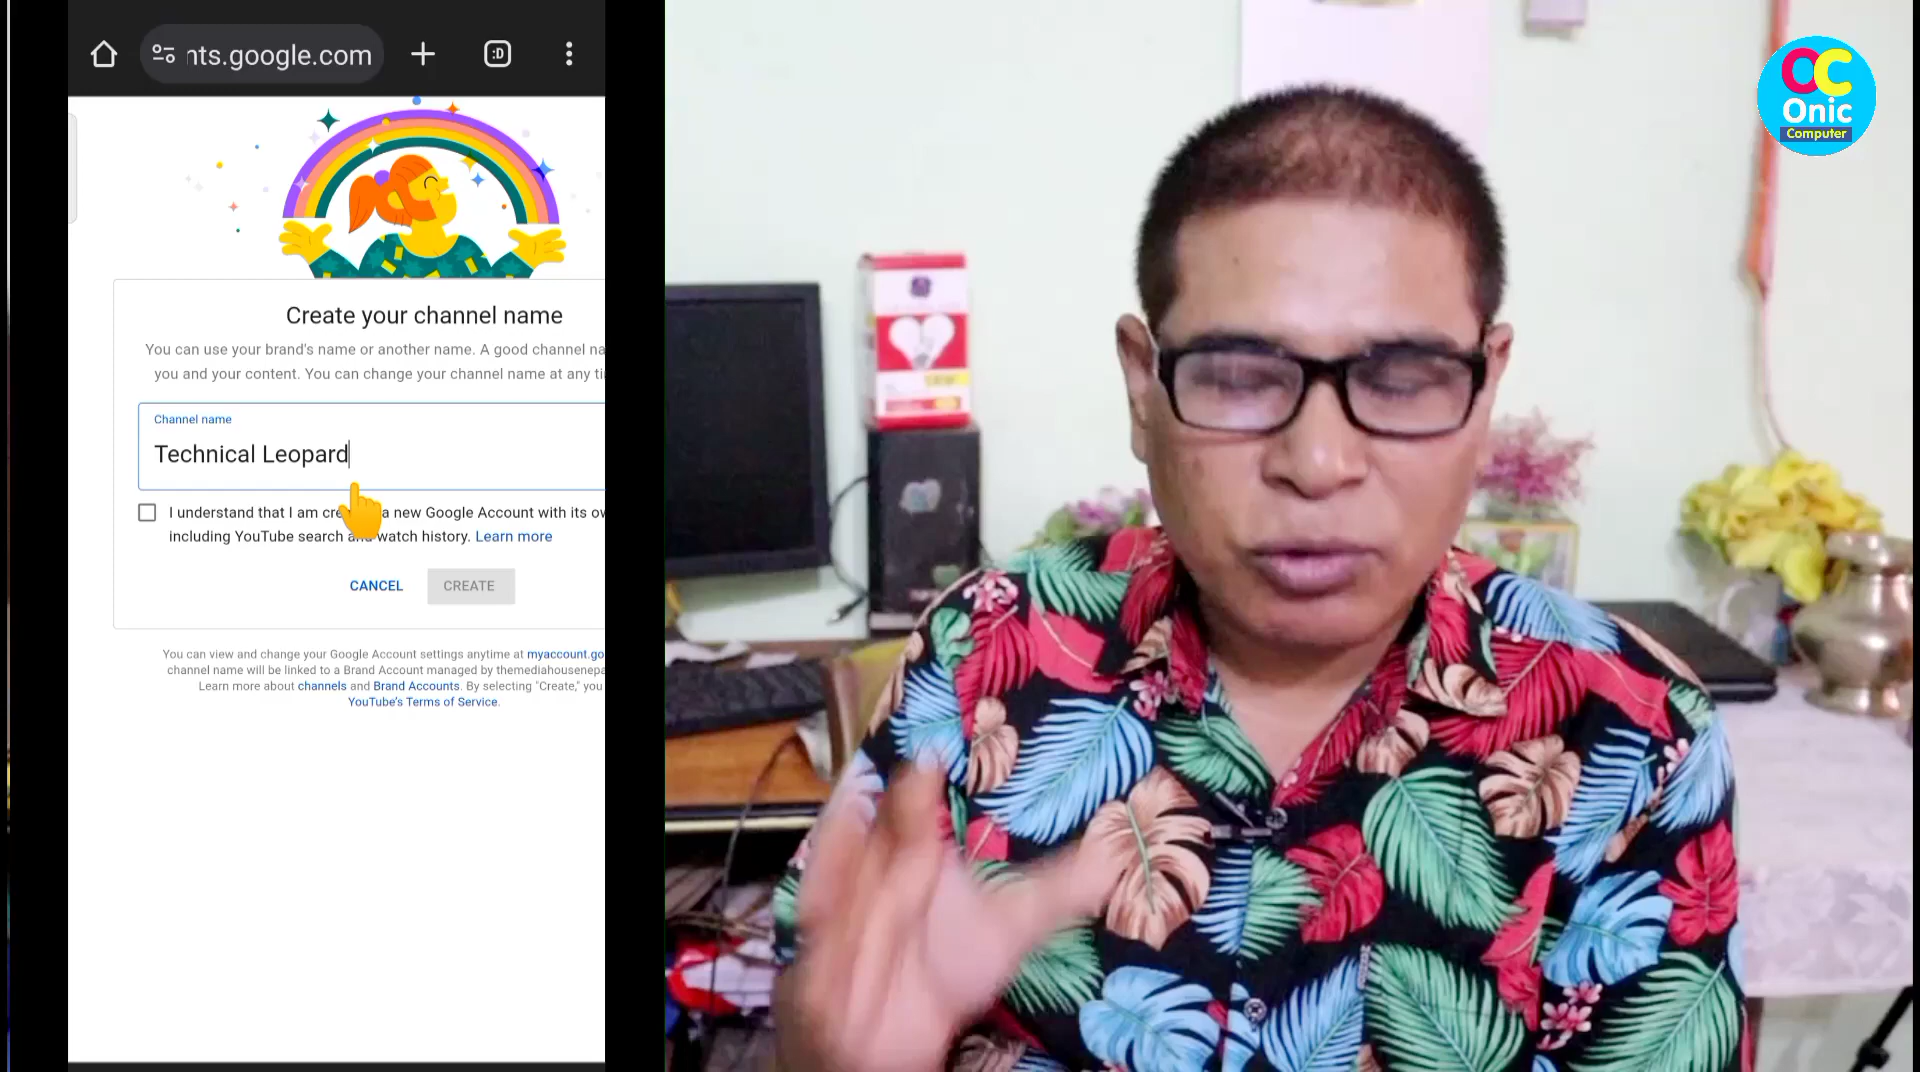 nts.google.com
:D
Create your channel name
You can use your brand's name or another name. A good channel na
you and your content. You can change your channel name at any ti
Channel name
Technical Leopard
I understand that I am cre a new Google Account with its ow
including YouTube search and watch history. Learn more
CANCEL
CREATE
You can view and change your Google Account settings anytime at myaccount.go
channel name will be linked to a Brand Account managed by themediahousenepa
Learn more about channels and Brand Accounts. By selecting "Create," you
YouTube's Terms of Service.
OC
Onic
Computer